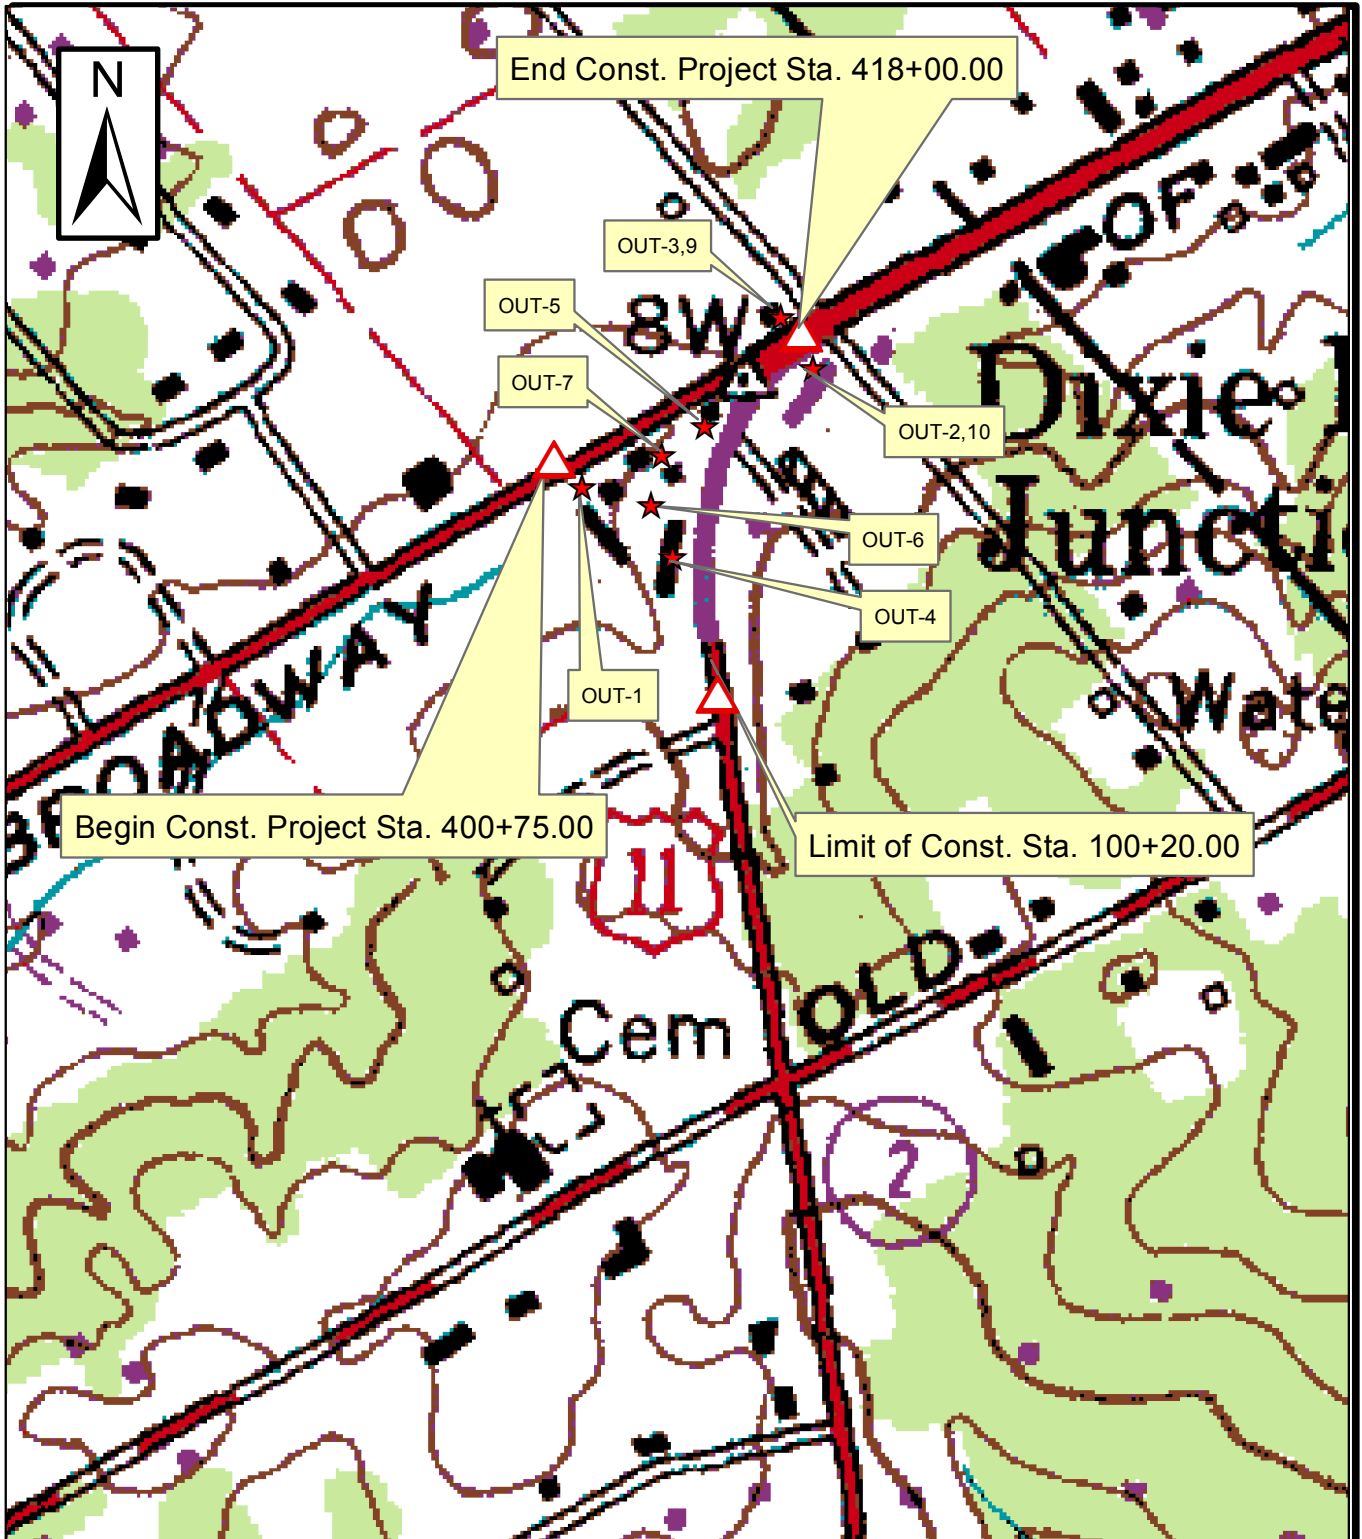 N
End Const. Project Sta. 418+00.00
OF
OUT-3,9
OUT-5
8W
Dixie
OUT-7
OUT-2,10
Juncti
OUT-6
OUT-4
OUT-1
Wate
BROADWAY
Begin Const. Project Sta. 400+75.00
Limit of Const. Sta. 100+20.00
11
OLD
Cem
2